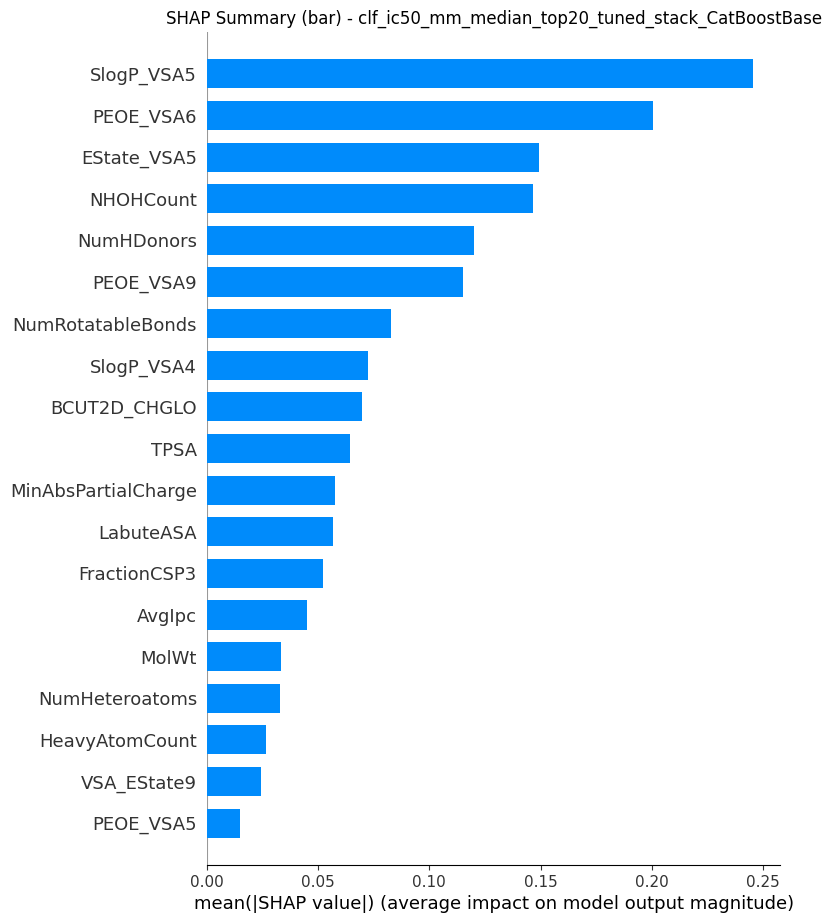 SHAP Summary (bar) - clf_ic50_mm_median_top20_tuned_stack_CatBoostBase
SlogP_VSA5
PEOE_VSA6
EState_VSA5
NHOHCount
NumHDonors
PEOE_VSA9
NumRotatableBonds
SlogP_VSA4
BCUT2D_CHGLO
TPSA
MinAbsPartialCharge
LabuteASA
FractionCSP3
AvgIpc
MolWt
NumHeteroatoms
HeavyAtomCount
VSA_EState9
PEOE_VSA5
0.00 0.05 0.10 0.15 0.20 0.25
mean(|SHAP value|) (average impact on model output magnitude)